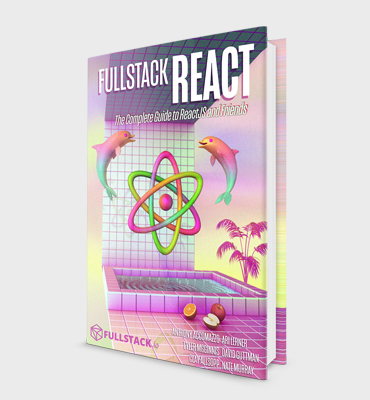 FULLSTACK REACT
The Complete Guide to ReactJS and Friends
FULLSTACK.io
ANTHONY ACCOMAZZO · ARI LERNER
TYLER MCGINNIS · DAVID GUTTMAN
CLAY ALLSOPP · NATE MURRAY